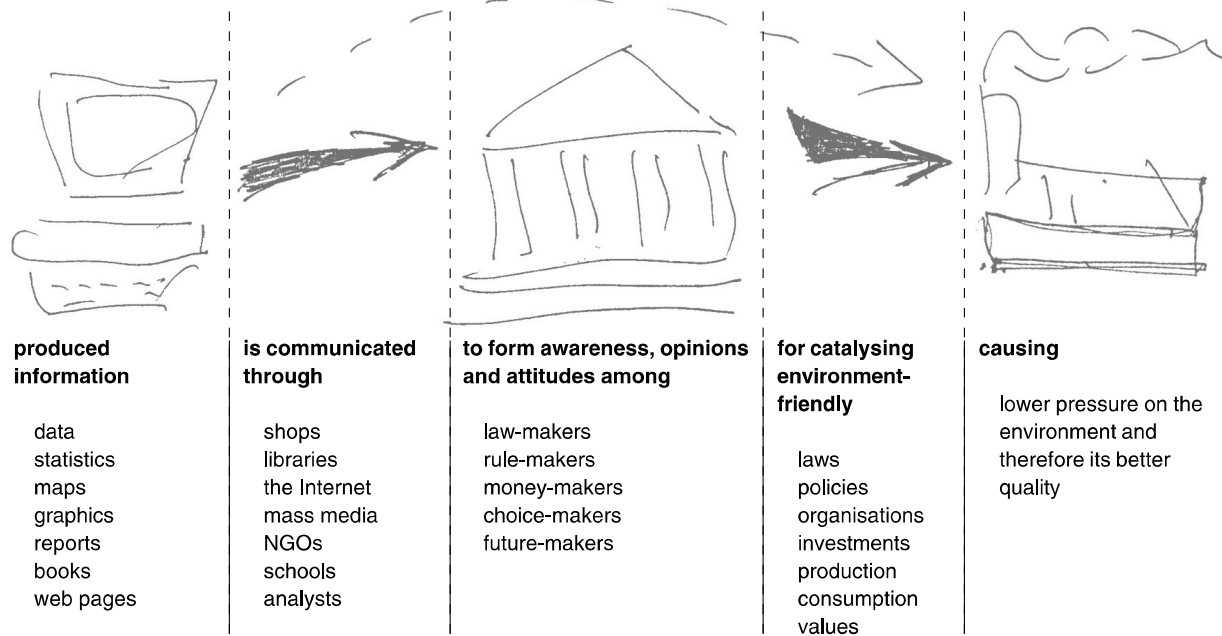 produced
information
data
statistics
maps
graphics
reports
books
web pages
is communicated
through
shops
libraries
the Internet
mass media
NGOs
schools
analysts
to form awareness, opinions
and attitudes among
law-makers
rule-makers
money-makers
choice-makers
future-makers
for catalysing
environment-
friendly
laws
policies
organisations
investments
production
consumption
values
causing
lower pressure on the
environment and
therefore its better
quality